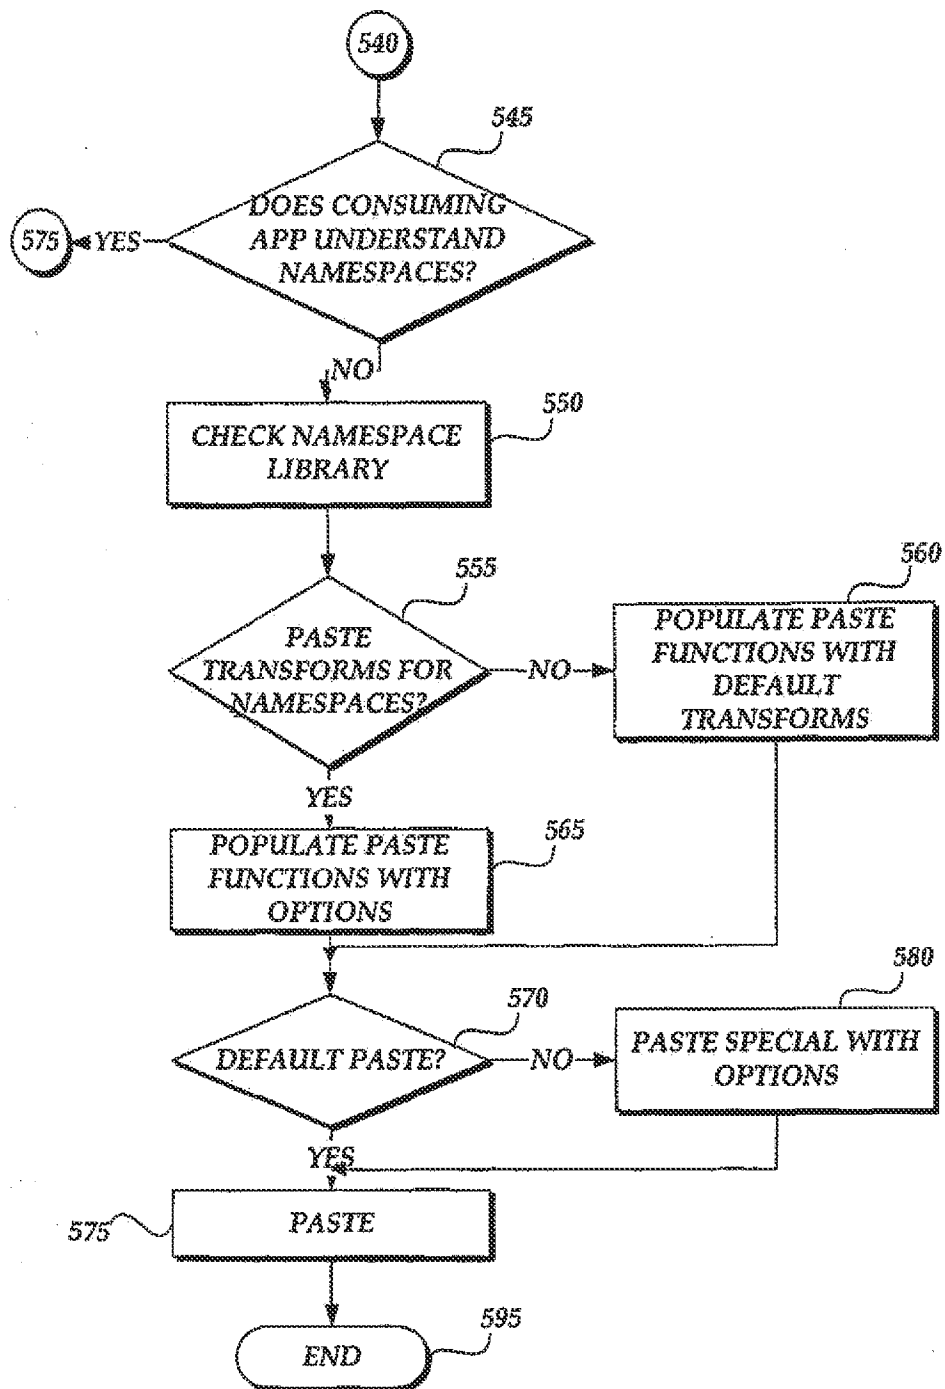 540
545
DOES CONSUMING
APP UNDERSTAND
NAMESPACES?
575
YES
NO
550
CHECK NAMESPACE
LIBRARY
555
PASTE
TRANSFORMS FOR
NAMESPACES?
NO
560
POPULATE PASTE
FUNCTIONS WITH
DEFAULT
TRANSFORMS
YES
565
POPULATE PASTE
FUNCTIONS WITH
OPTIONS
570
DEFAULT PASTE?
NO
580
PASTE SPECIAL WITH
OPTIONS
YES
575
PASTE
595
END